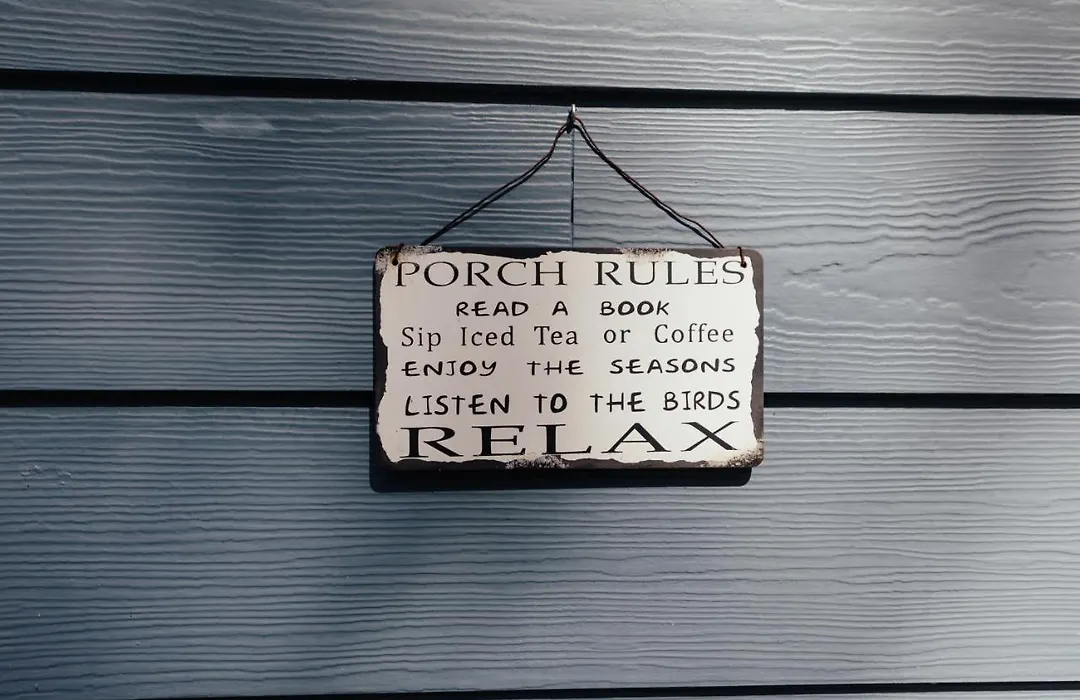 PORCH RULES
READ A BOOK
Sip Iced Tea or Coffee
ENJOY THE SEASONS
LISTEN TO THE BIRDS
RELAX